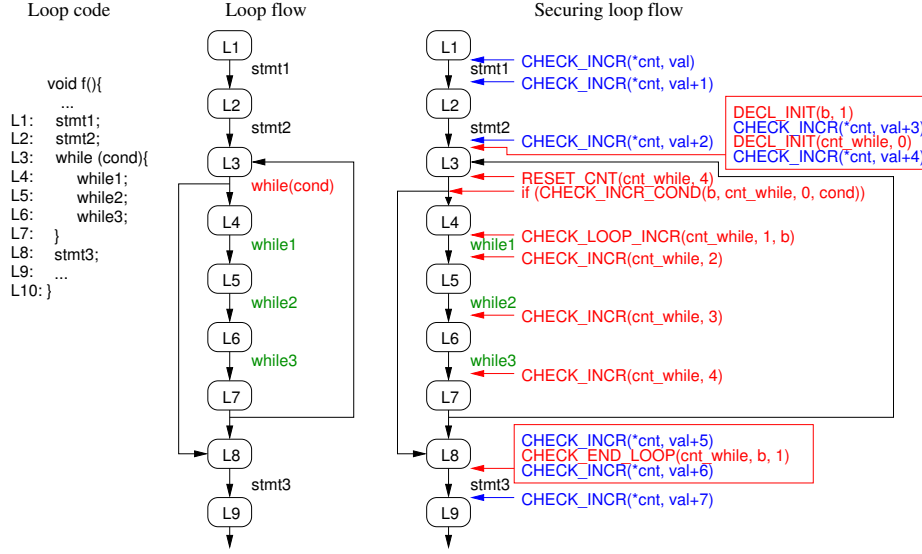 Loop code
Loop flow
Securing loop flow
void f(){
...
L1: stmt1;
L2: stmt2;
L3: while (cond){
L4: while1;
L5: while2;
L6: while3;
L7: }
L8: stmt3;
L9: ...
L10: }
L1
stmt1
L2
stmt2
L3
while(cond)
L4
while1
L5
while2
L6
while3
L7
L8
stmt3
L9
L1
CHECK_INCR(*cnt, val)
stmt1
CHECK_INCR(*cnt, val+1)
L2
DECL_INIT(b, 1)
CHECK_INCR(*cnt, val+3)
DECL_INIT(cnt_while, 0)
CHECK_INCR(*cnt, val+4)
stmt2
CHECK_INCR(*cnt, val+2)
L3
RESET_CNT(cnt_while, 4)
if (CHECK_INCR_COND(b, cnt_while, 0, cond))
L4
CHECK_LOOP_INCR(cnt_while, 1, b)
while1
CHECK_INCR(cnt_while, 2)
L5
while2
CHECK_INCR(cnt_while, 3)
L6
while3
CHECK_INCR(cnt_while, 4)
L7
CHECK_INCR(*cnt, val+5)
L8
CHECK_END_LOOP(cnt_while, b, 1)
CHECK_INCR(*cnt, val+6)
stmt3
CHECK_INCR(*cnt, val+7)
L9